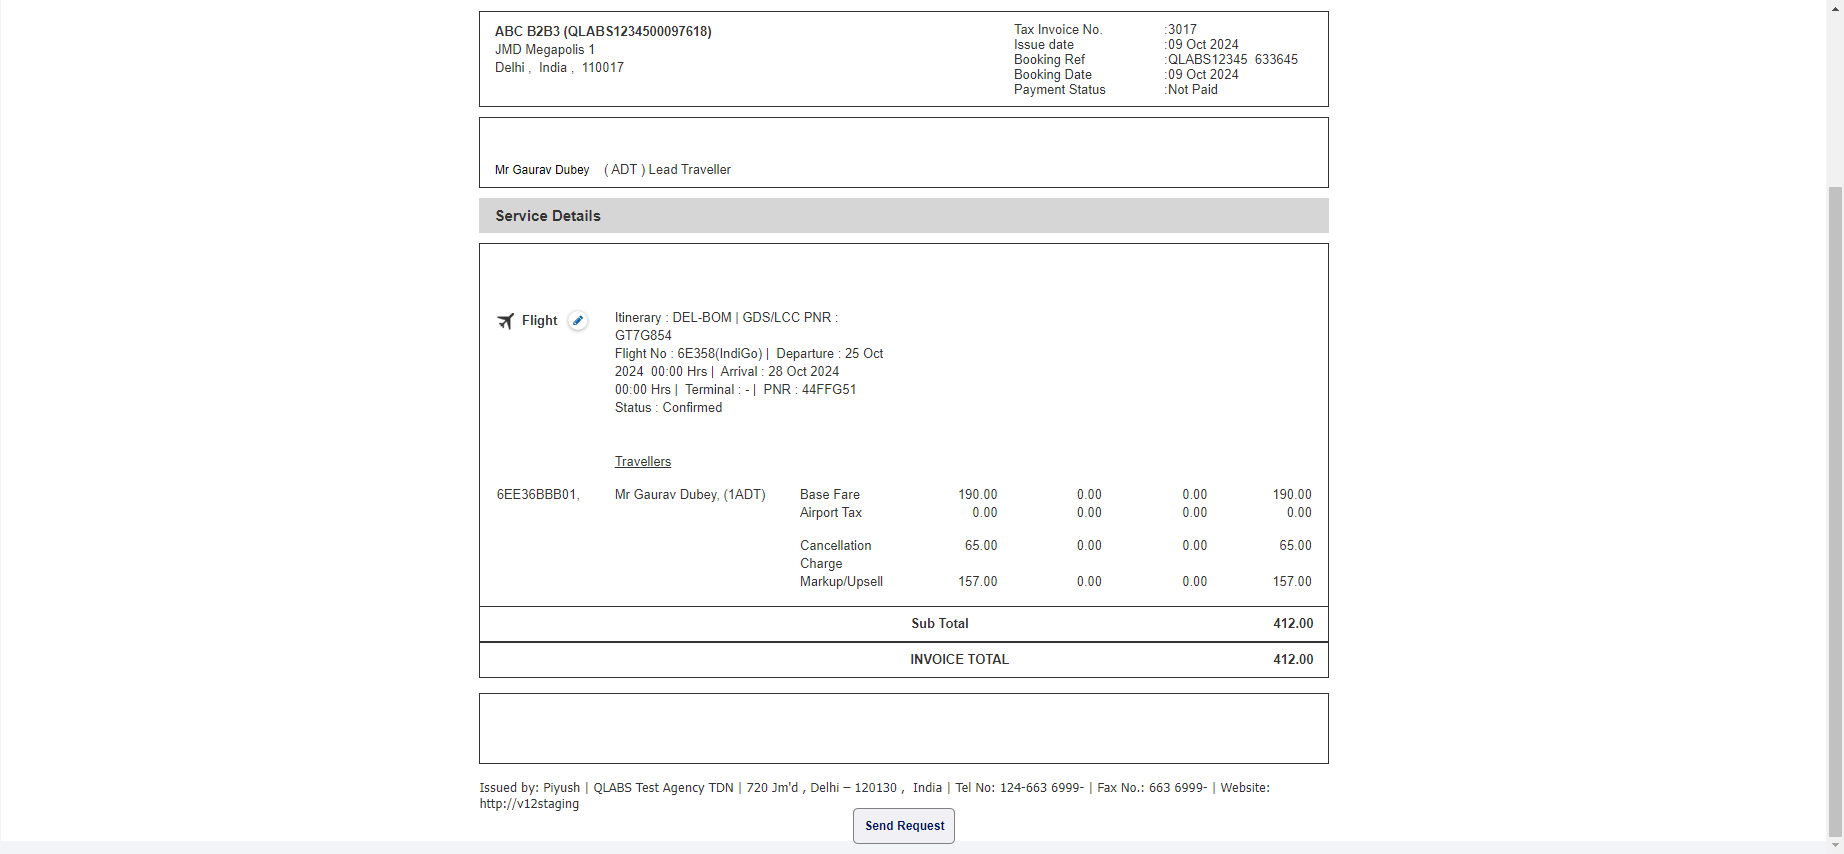 ABC B2B3 (QLABS1234500097618)
JMD Megapolis 1
Delhi ,  India ,  110017
Tax Invoice No. :3017
Issue date :09 Oct 2024
Booking Ref :QLABS12345  633645
Booking Date :09 Oct 2024
Payment Status :Not Paid
Mr Gaurav Dubey ( ADT ) Lead Traveller
Service Details
Flight
Itinerary : DEL-BOM | GDS/LCC PNR :
GT7G854
Flight No : 6E358(IndiGo) |  Departure : 25 Oct
2024  00:00 Hrs |  Arrival : 28 Oct 2024
00:00 Hrs |  Terminal : - |  PNR : 44FFG51
Status : Confirmed
Travellers
6EE36BBB01, Mr Gaurav Dubey, (1ADT) Base Fare 190.00 0.00 0.00 190.00
Airport Tax 0.00 0.00 0.00 0.00
Cancellation 65.00 0.00 0.00 65.00
Charge
Markup/Upsell 157.00 0.00 0.00 157.00
Sub Total 412.00
INVOICE TOTAL 412.00
Issued by: Piyush | QLABS Test Agency TDN | 720 Jm'd , Delhi – 120130 ,  India | Tel No: 124-663 6999- | Fax No.: 663 6999- | Website:
http://v12staging
Send Request